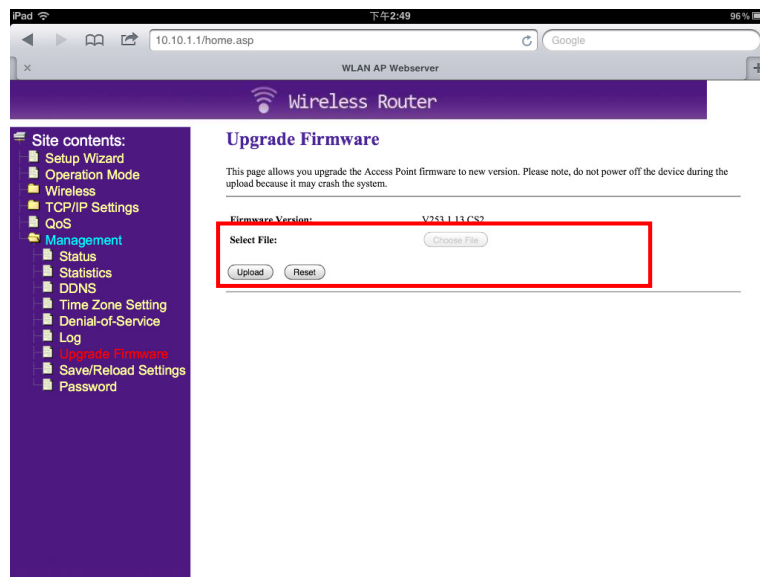 iPad 下午2:49 96%
10.10.1.1/home.asp Google
WLAN AP Webserver
Wireless Router
Site contents:
Setup Wizard
Operation Mode
Wireless
TCP/IP Settings
QoS
Management
Status
Statistics
DDNS
Time Zone Setting
Denial-of-Service
Log
Upgrade Firmware
Save/Reload Settings
Password
Upgrade Firmware
This page allows you upgrade the Access Point firmware to new version. Please note, do not power off the device during the
upload because it may crash the system.
Firmware Version: V253.1.13.CS2
Select File: Choose File
Upload Reset